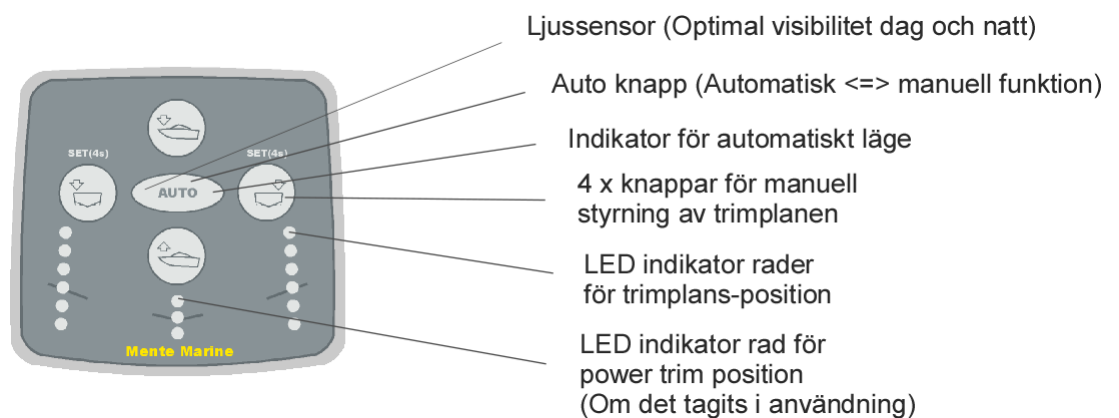 Ljussensor (Optimal visibilitet dag och natt)
Auto knapp (Automatisk <=> manuell funktion)
Indikator för automatiskt läge
4 x knappar för manuell
styrning av trimplanen
LED indikator rader
för trimplans-position
LED indikator rad för
power trim position
(Om det tagits i användning)
SET(4s)
SET(4s)
AUTO
Mente Marine